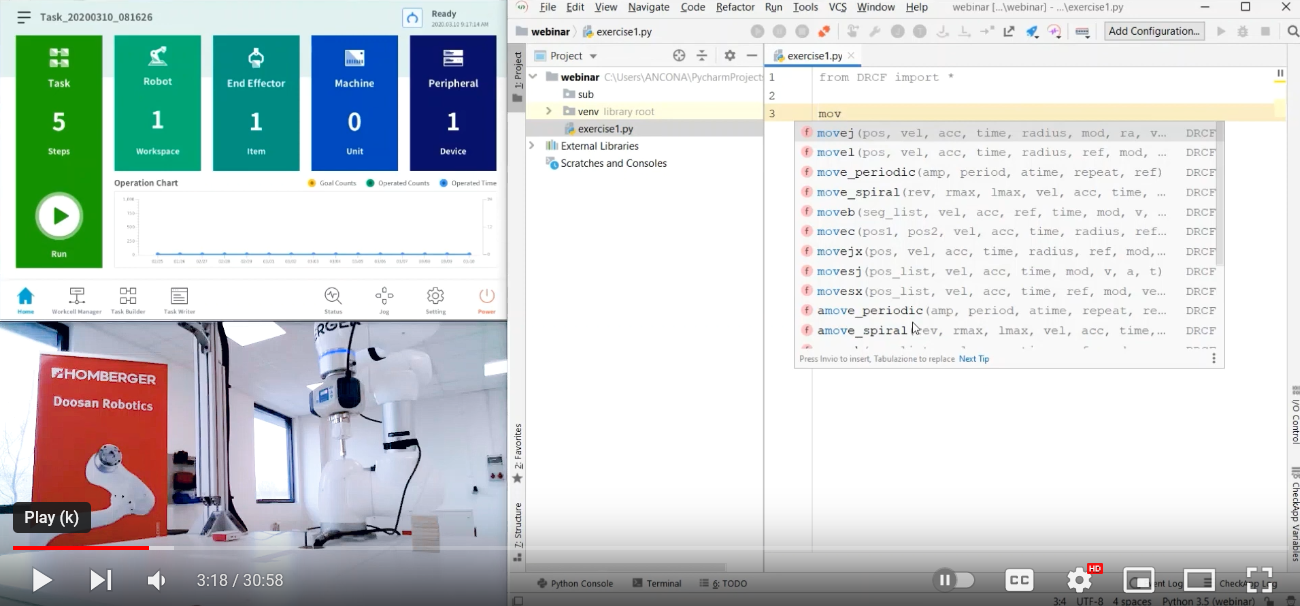 Task_20200310_081626
Ready
2020.03.10 9:17:14 AM
Task
5
Steps
Run
Robot
1
Workspace
End Effector
1
Item
Machine
0
Unit
Peripheral
1
Device
Operation Chart
Goal Counts
Operated Counts
Operated Time
Home
Workcell Manager
Task Builder
Task Writer
Status
Jog
Setting
Power
HOMBERGER
Doosan Robotics
Play (k)
3:18 / 30:58
File Edit View Navigate Code Refactor Run Tools VCS Window Help
webinar [...\webinar] - ...\exercise1.py
webinar
exercise1.py
Add Configuration...
1: Project
Project
webinar C:\Users\ANCONA\PycharmProject
sub
venv library root
exercise1.py
External Libraries
Scratches and Consoles
exercise1.py
1 from DRCF import *
2
3 mov
movej(pos, vel, acc, time, radius, mod, ra, v... DRCF
movel(pos, vel, acc, time, radius, ref, mod, ... DRCF
move_periodic(amp, period, atime, repeat, ref) DRCF
move_spiral(rev, rmax, lmax, vel, acc, time, ... DRCF
moveb(seg_list, vel, acc, ref, time, mod, v, ... DRCF
movec(pos1, pos2, vel, acc, time, radius, ref... DRCF
movejx(pos, vel, acc, time, radius, ref, mod,... DRCF
movesj(pos_list, vel, acc, time, mod, v, a, t) DRCF
movesx(pos_list, vel, acc, time, ref, mod, ve... DRCF
amove_periodic(amp, period, atime, repeat, re... DRCF
amove_spiral(rev, rmax, lmax, vel, acc, time,... DRCF
Press Invio to insert, Tabulazione to replace Next Tip
2: Favorites
7: Structure
I/O Control
CheckApp Variables
Python Console
Terminal
6: TODO
CC
HD
nt Log
CheckApp Log
3:4 UTF-8 4 spaces Python 3.5 (webinar)